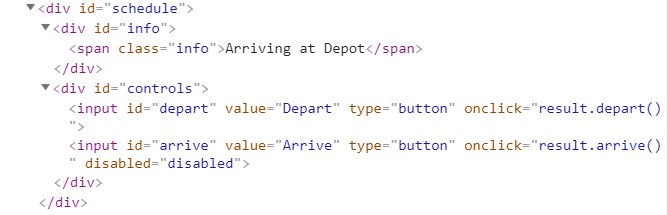 ▼<div id="schedule">
▼<div id="info">
<span class="info">Arriving at Depot</span>
</div>
▼<div id="controls">
<input id="depart" value="Depart" type="button" onclick="result.depart()
">
<input id="arrive" value="Arrive" type="button" onclick="result.arrive()
" disabled="disabled">
</div>
</div>